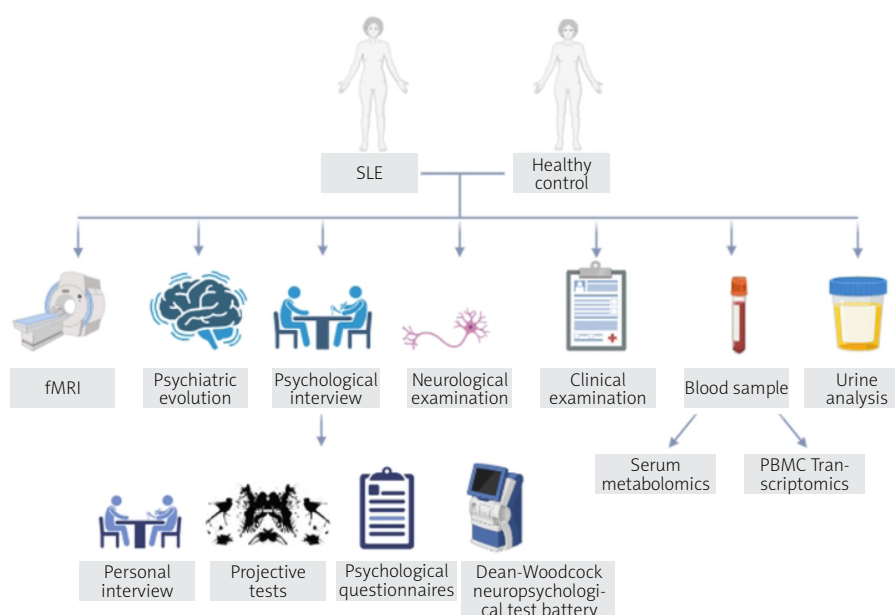 SLE
Healthy
control
fMRI
Psychiatric
evolution
Psychological
interview
Neurological
examination
Clinical
examination
Blood sample
Urine
analysis
Serum
metabolomics
PBMC Tran-
scriptomics
Personal
interview
Projective
tests
Psychological
questionnaires
Dean-Woodcock
neuropsychologi-
cal test battery